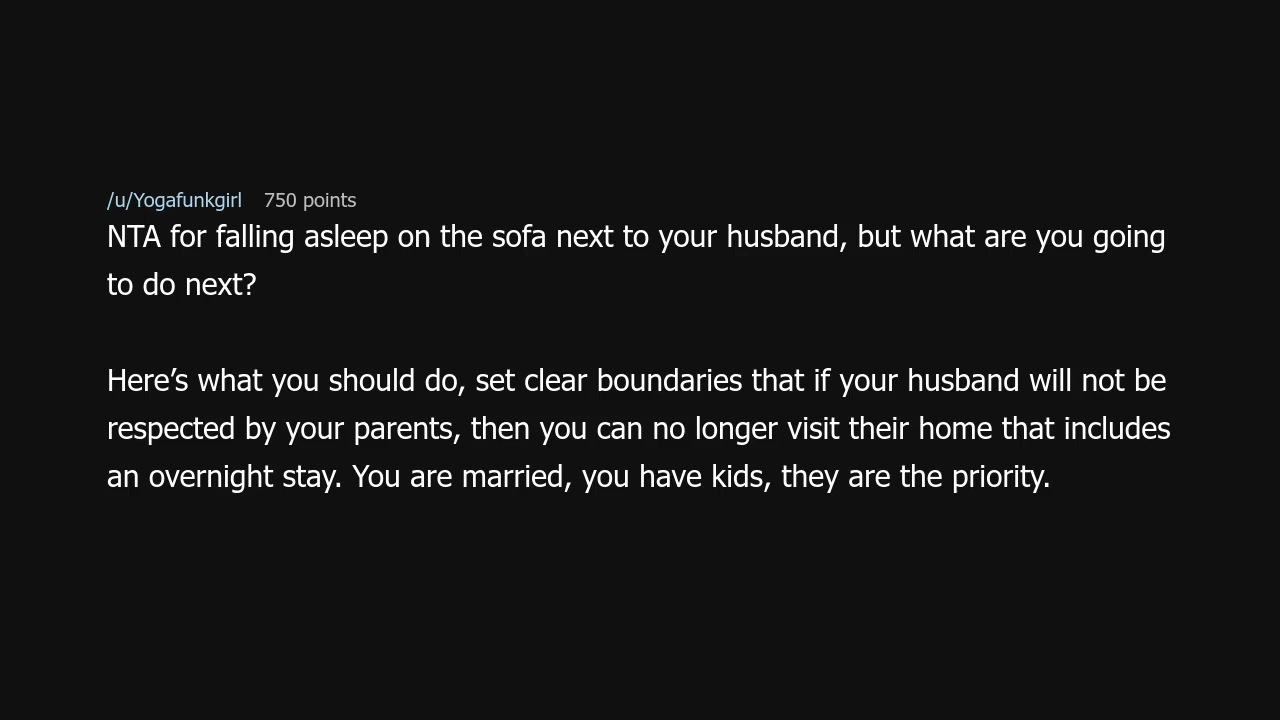 /u/Yogafunkgirl 750 points
NTA for falling asleep on the sofa next to your husband, but what are you going
to do next?
Here’s what you should do, set clear boundaries that if your husband will not be
respected by your parents, then you can no longer visit their home that includes
an overnight stay. You are married, you have kids, they are the priority.